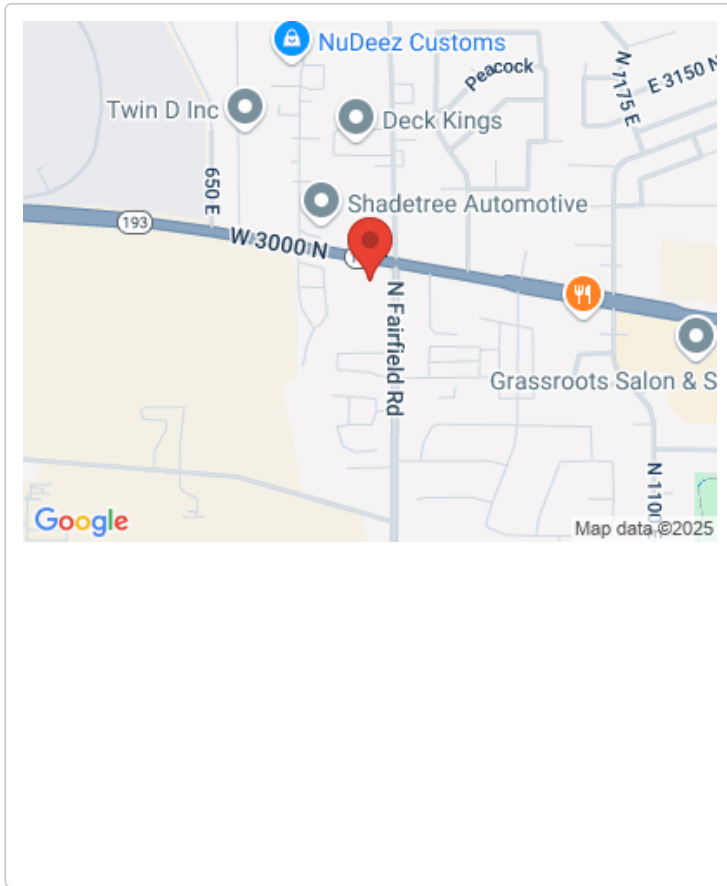 NuDeez Customs
Peacock
N 1175 E
E 3150 N
Twin D Inc
Deck Kings
650 E
Shadetree Automotive
193
W 3000 N
N Fairfield Rd
Grassroots Salon & S
N 1100 E
Google
Map data ©2025